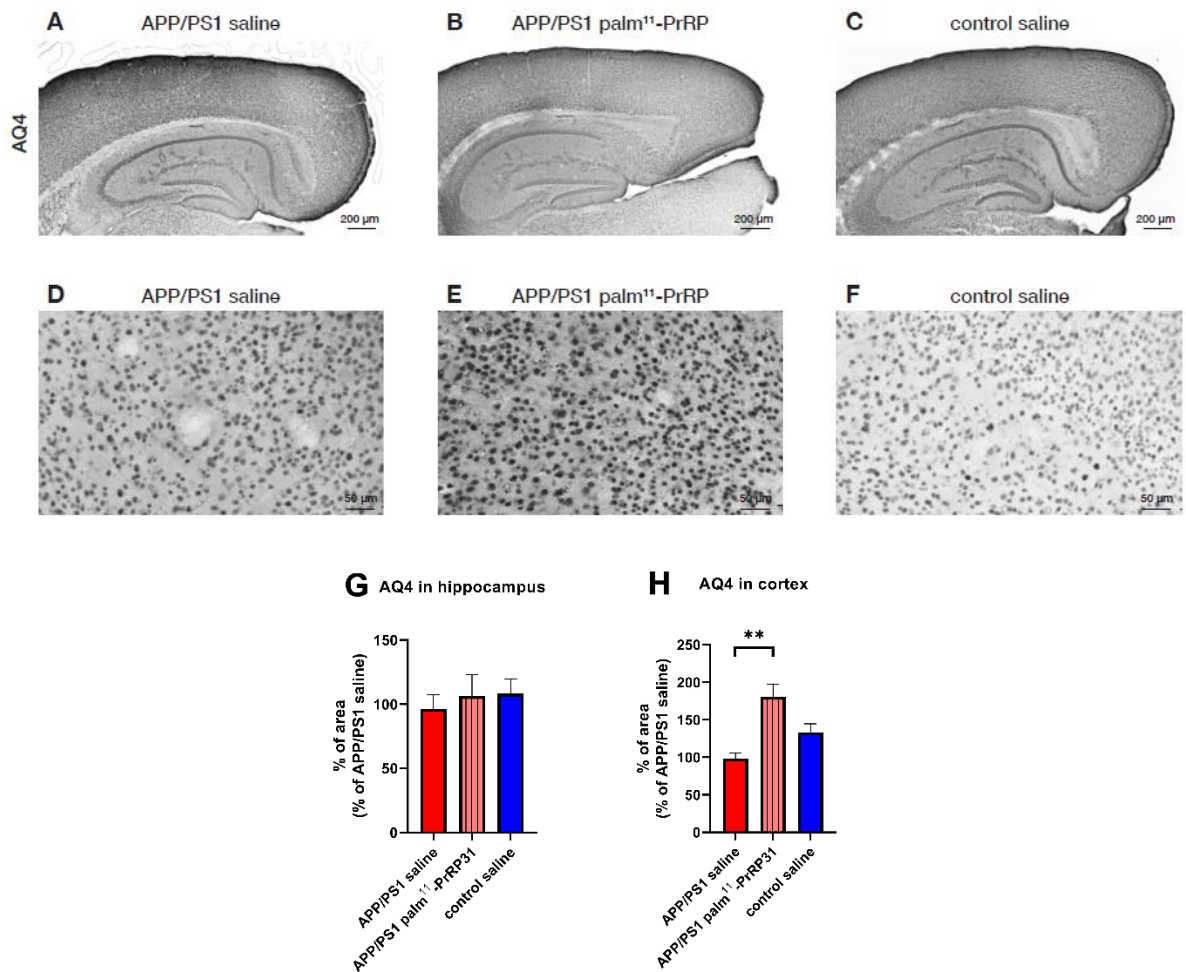 A APP/PS1 saline
B APP/PS1 palm¹¹-PrRP
C control saline
AQ4
200 µm
200 µm
200 µm
D APP/PS1 saline
E APP/PS1 palm¹¹-PrRP
F control saline
50 µm
50 µm
50 µm
G AQ4 in hippocampus
% of area
(% of APP/PS1 saline)
150
100
50
0
APP/PS1 saline
APP/PS1 palm¹¹-PrRP31
control saline
H AQ4 in cortex
% of area
(% of APP/PS1 saline)
250
200
150
100
50
0
**
APP/PS1 saline
APP/PS1 palm¹¹-PrRP31
control saline